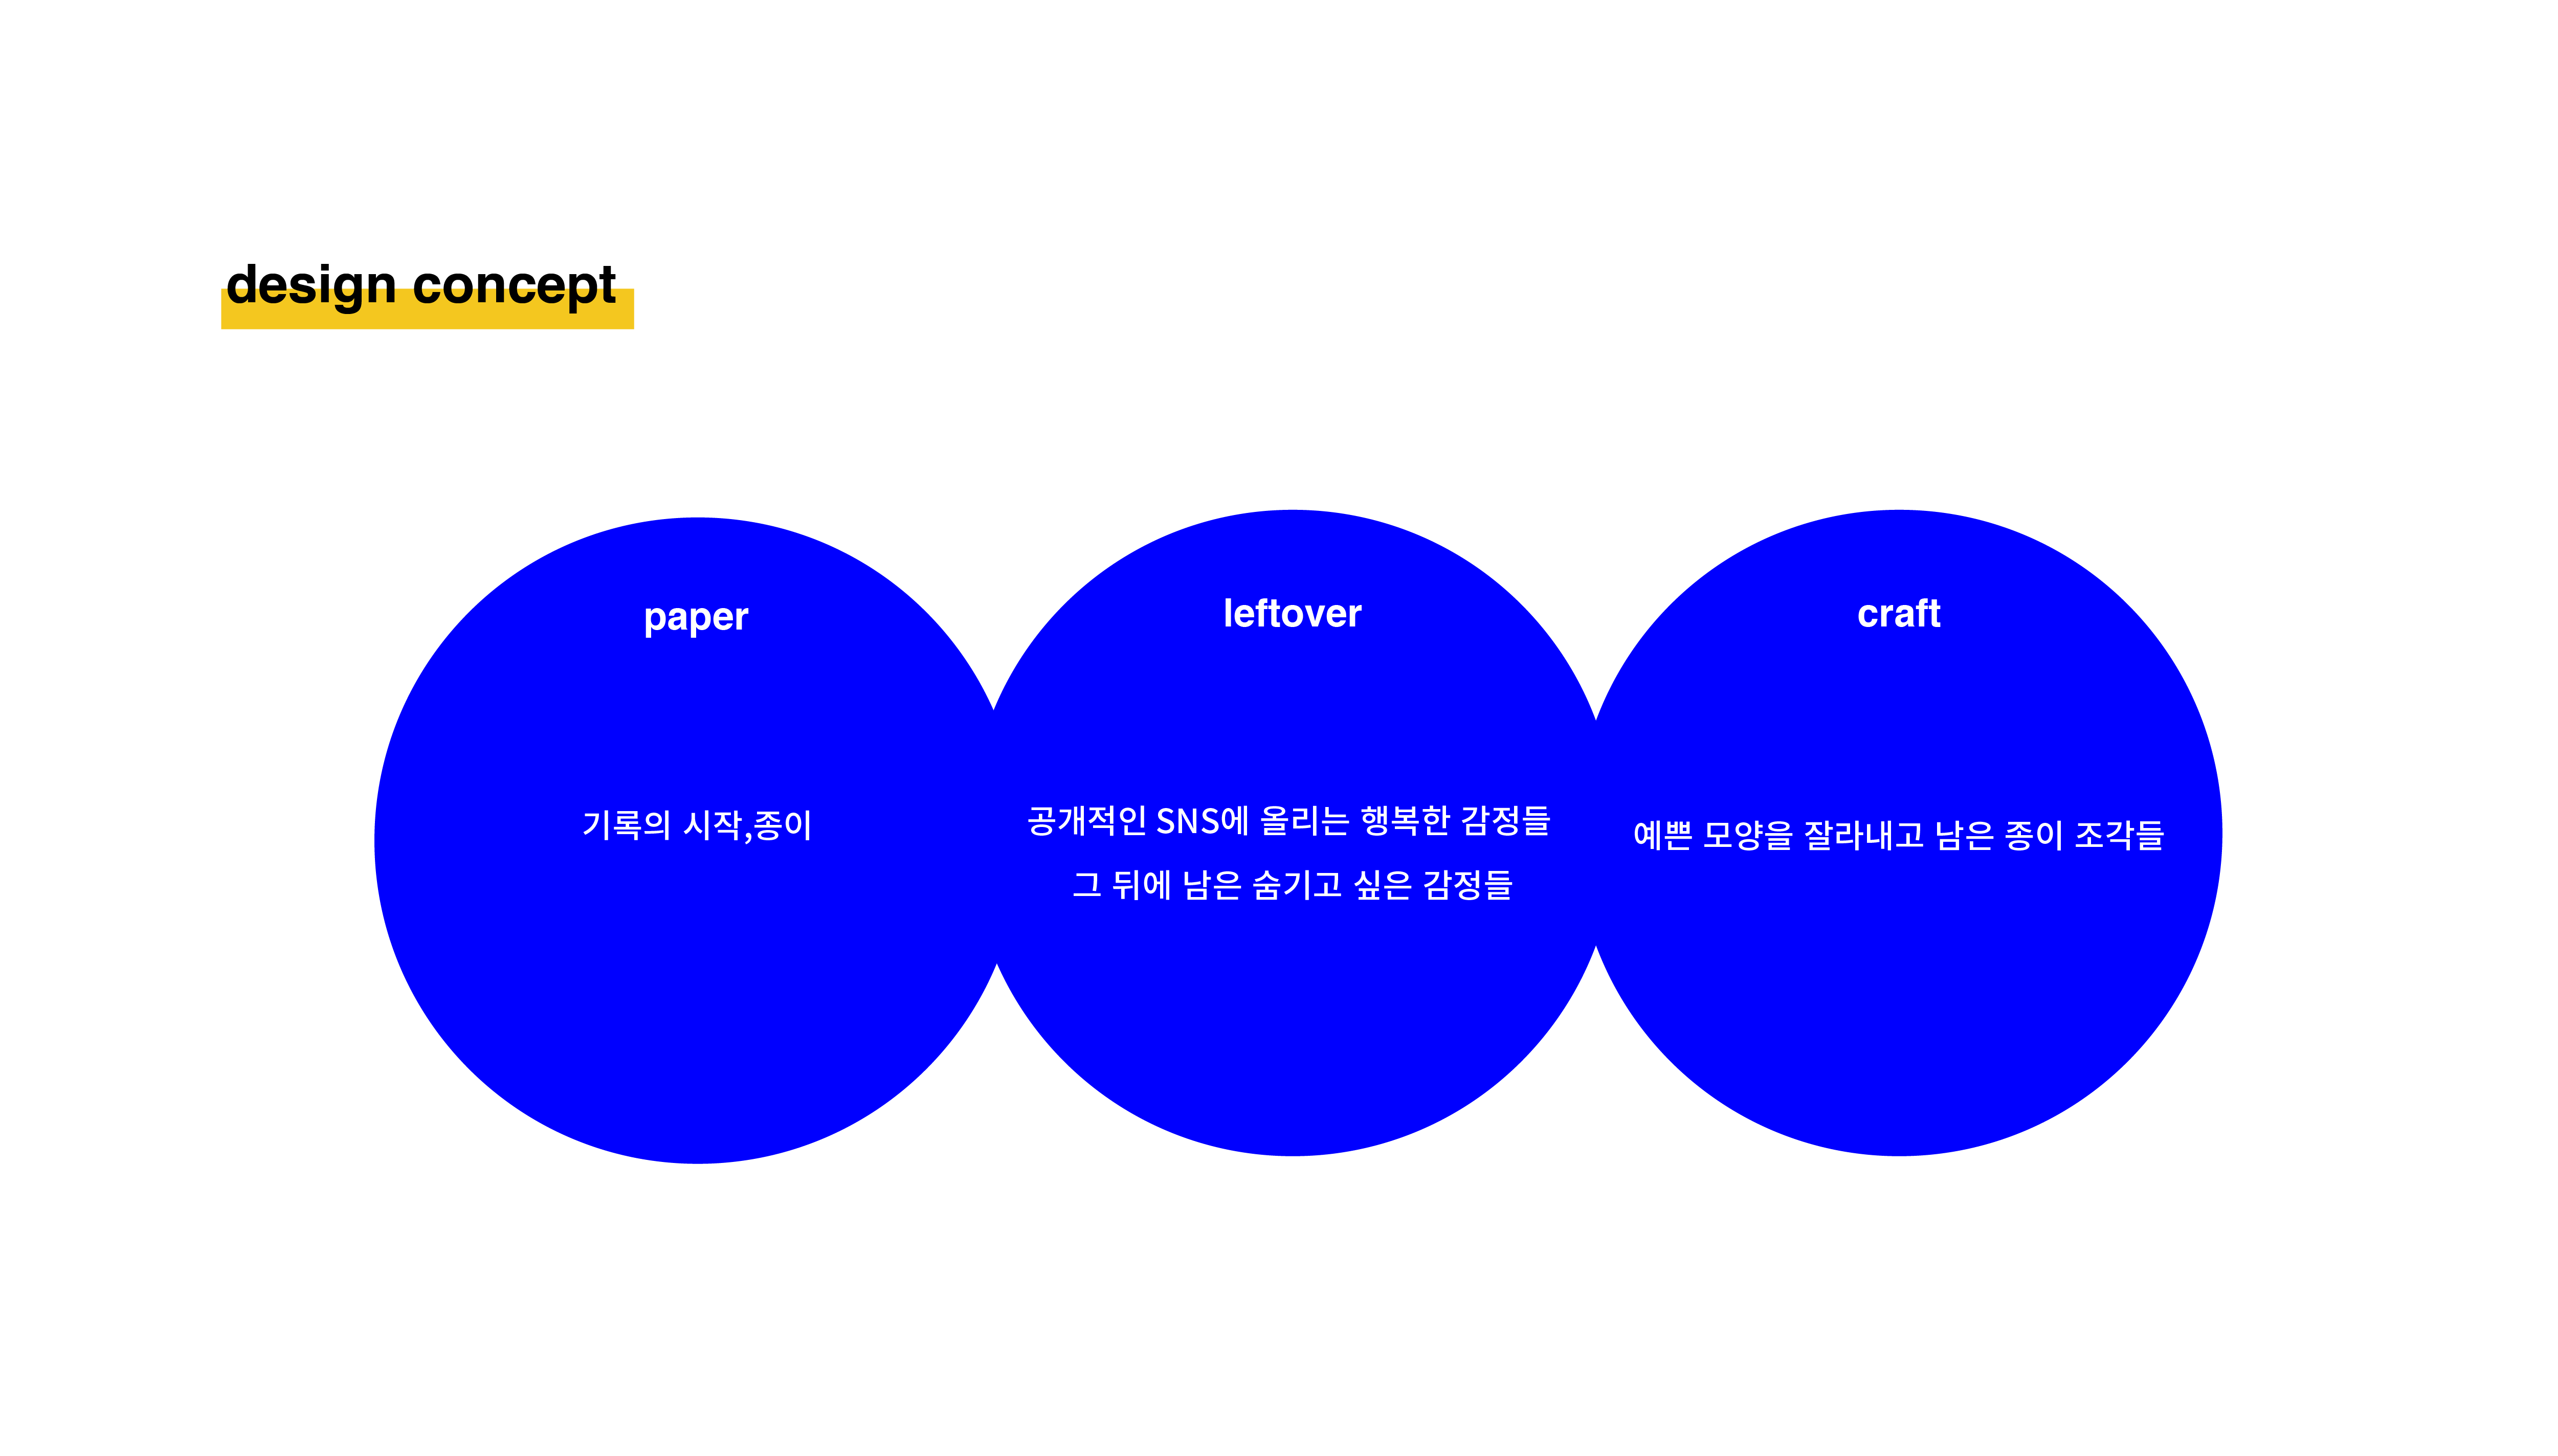 design concept
paper
기록의 시작,종이
leftover
공개적인 SNS에 올리는 행복한 감정들
그 뒤에 남은 숨기고 싶은 감정들
craft
예쁜 모양을 잘라내고 남은 종이 조각들